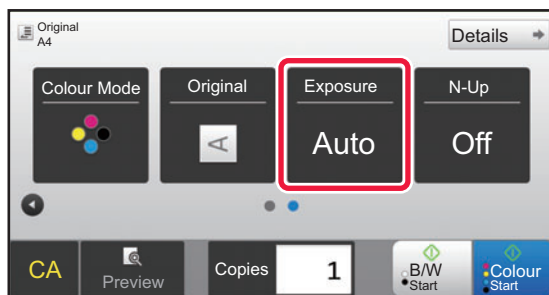 Original
A4
Details
Colour Mode
Original
Exposure
N-Up
A
Auto
Off
CA
Preview
Copies
1
B/W
Start
Colour
Start